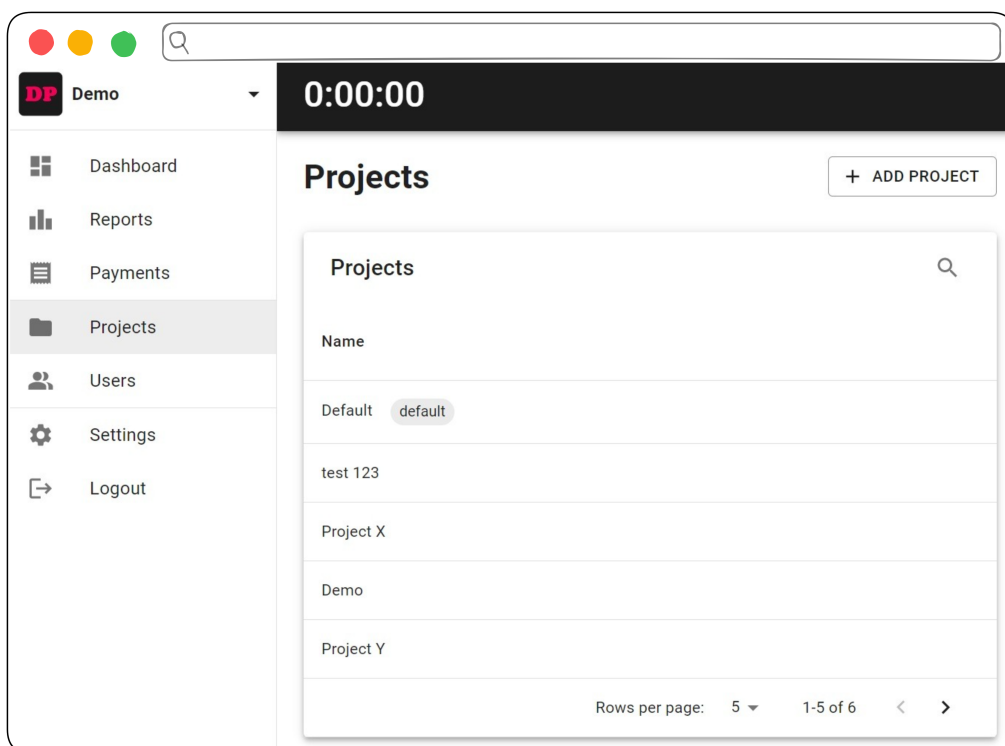 DP Demo
0:00:00
Dashboard
Reports
Payments
Projects
Users
Settings
Logout
Projects
+ ADD PROJECT
Projects
Name
Default default
test 123
Project X
Demo
Project Y
Rows per page: 5 1-5 of 6